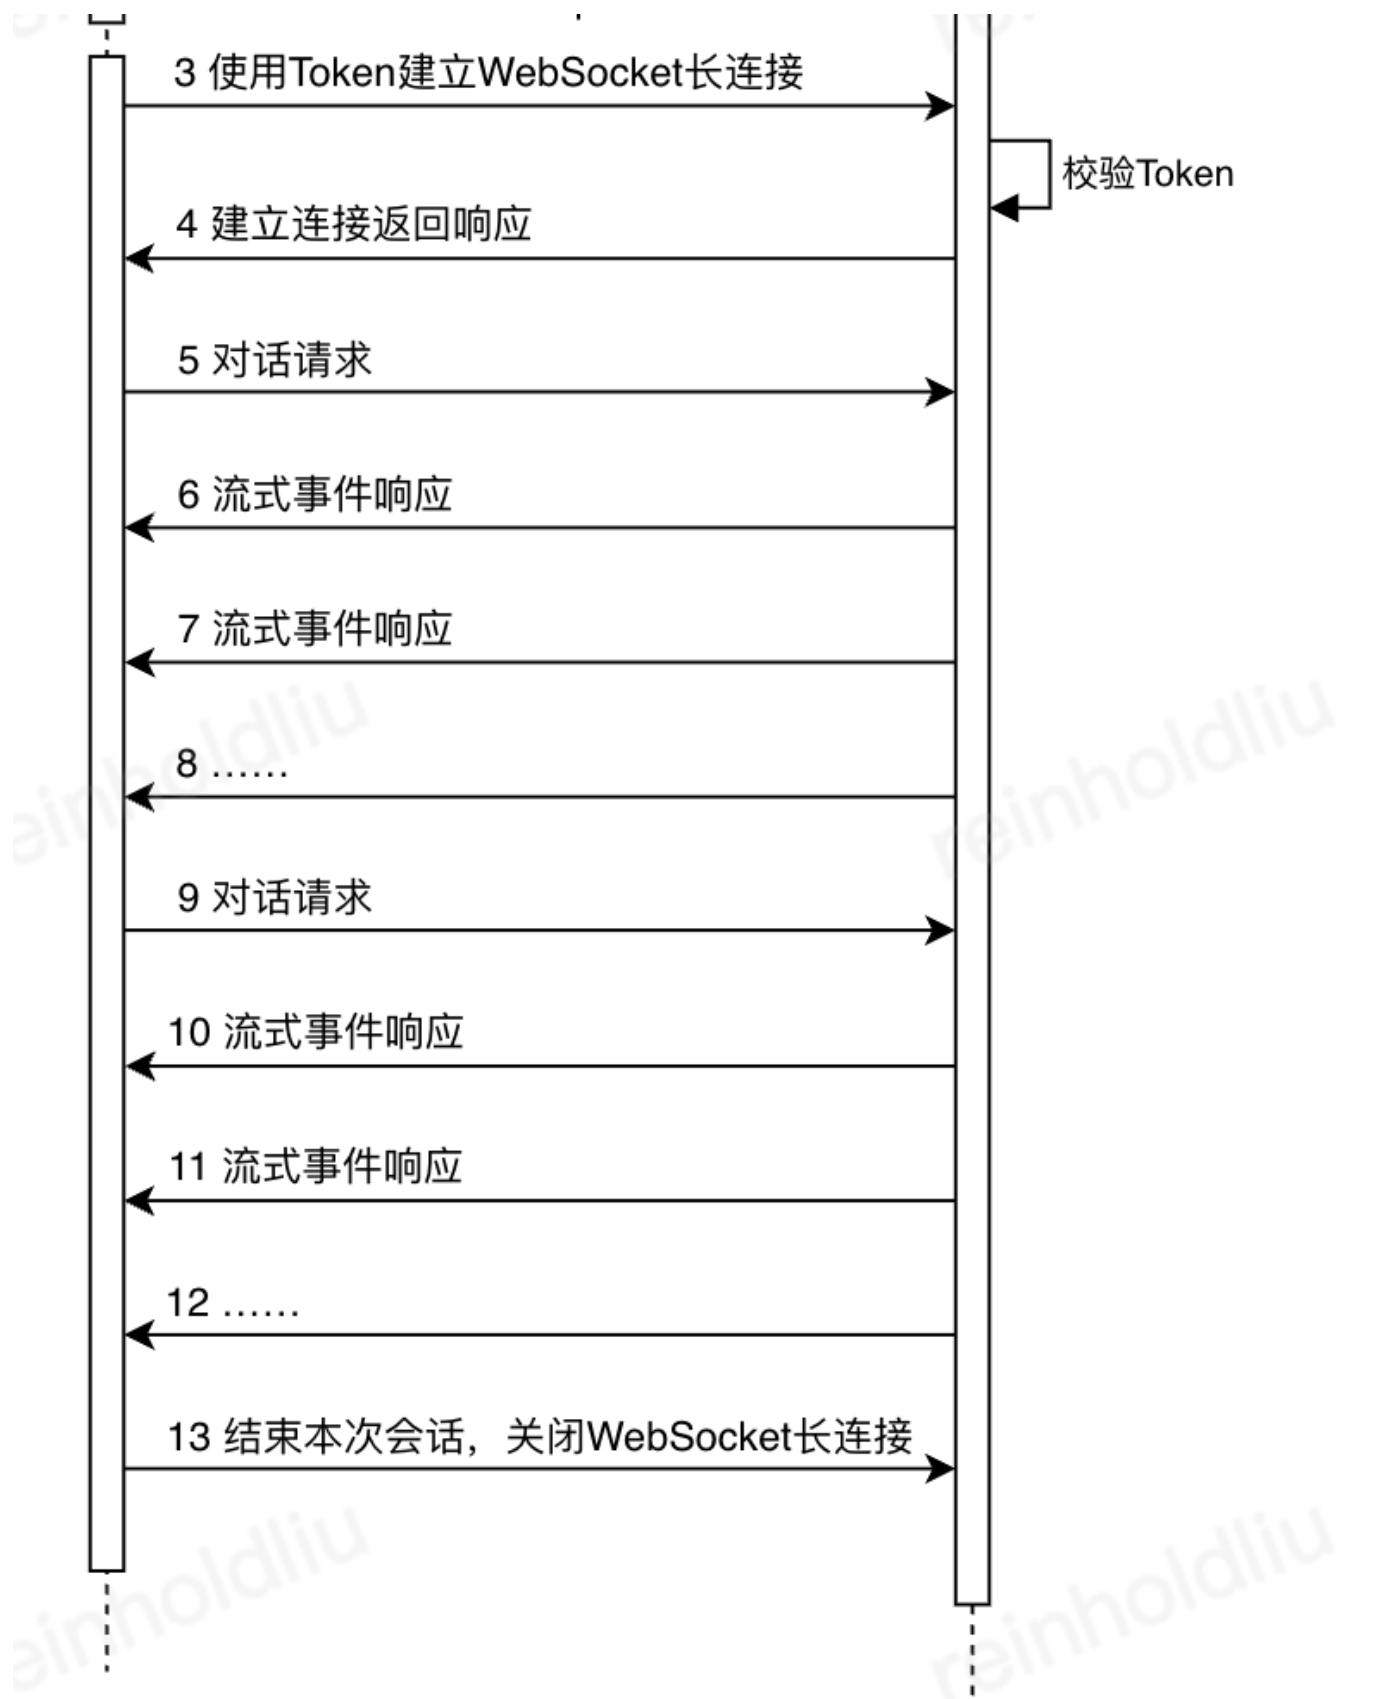 3 使用Token建立WebSocket长连接
校验Token
4 建立连接返回响应
5 对话请求
6 流式事件响应
7 流式事件响应
8 ……
9 对话请求
10 流式事件响应
11 流式事件响应
12 ……
13 结束本次会话，关闭WebSocket长连接
reinholdliu
reinholdliu
reinholdliu
reinholdliu